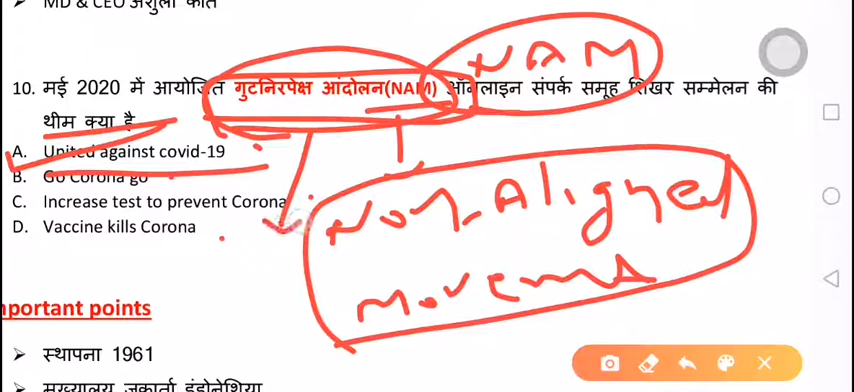 MD & CEO अंशुला कांत
NAM
10. मई 2020 में आयोजित गुटनिरपेक्ष आंदोलन(NAM) ऑनलाइन संपर्क समूह शिखर सम्मेलन की
थीम क्या है
A. United against covid-19
B. Go Corona go
C. Increase test to prevent Corona
D. Vaccine kills Corona
Non-Aligned
Movement
mportant points
➤ स्थापना 1961
➤ मुख्यालय जकार्ता इंडोनेशिया